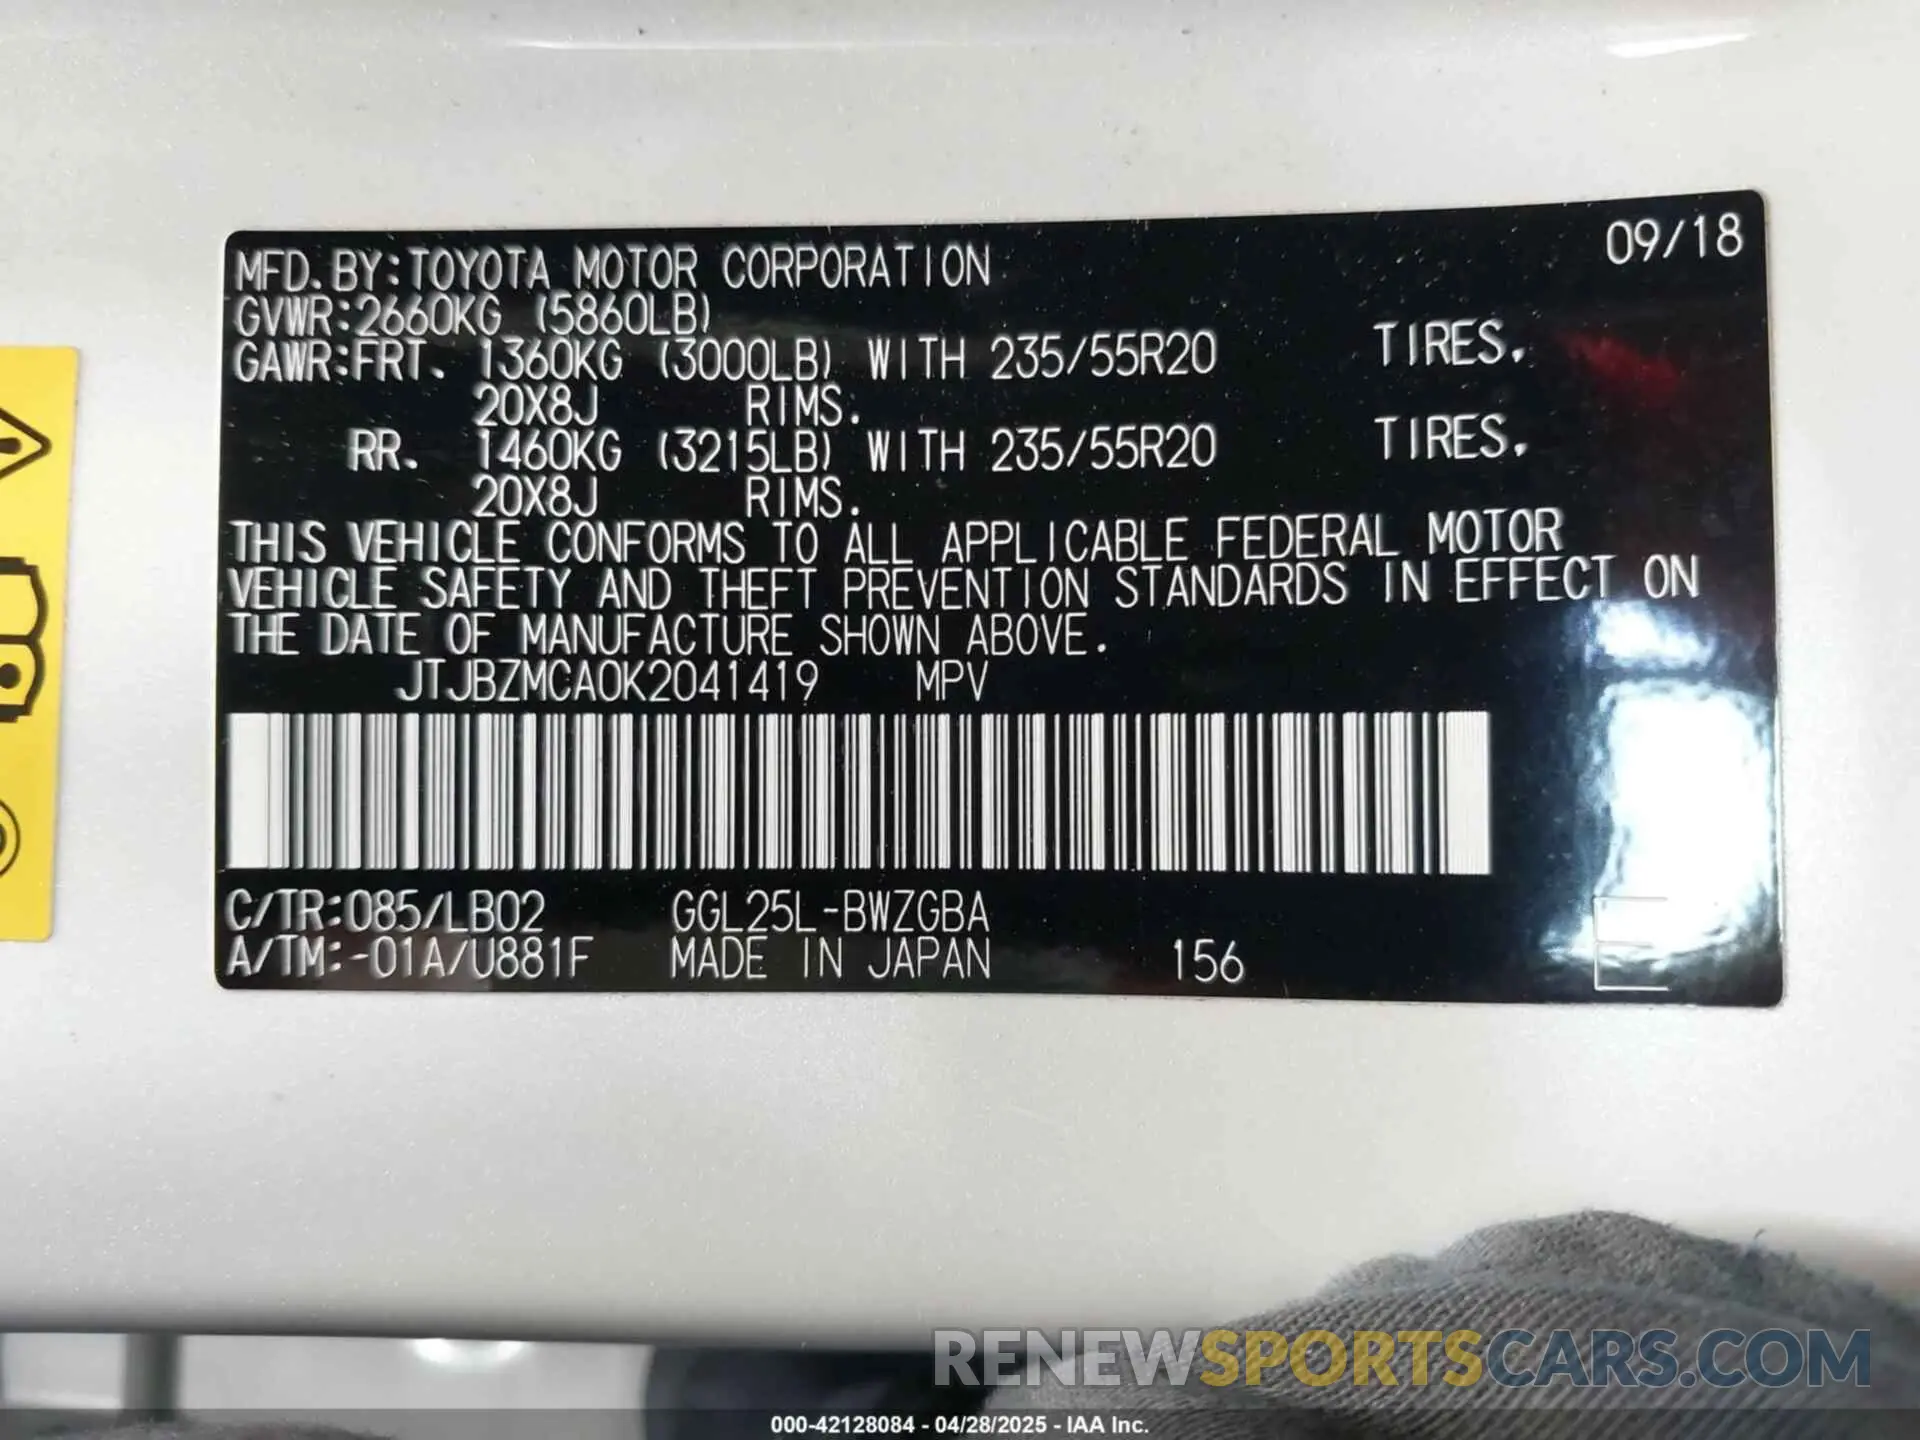 09/18
MFD.BY:TOYOTA MOTOR CORPORATION
GVWR:2660KG (5860LB)
GAWR:FRT. 1360KG (3000LB) WITH 235/55R20 TIRES,
20X8J RIMS.
RR. 1460KG (3215LB) WITH 235/55R20 TIRES,
20X8J RIMS.
THIS VEHICLE CONFORMS TO ALL APPLICABLE FEDERAL MOTOR
VEHICLE SAFETY AND THEFT PREVENTION STANDARDS IN EFFECT ON
THE DATE OF MANUFACTURE SHOWN ABOVE.
JTJBZMCA0K2041419 MPV
C/TR:085/LB02 GGL25L-BWZGBA
A/TM:-01A/U881F MADE IN JAPAN 156 E
RENEWSPORTSCARS.COM
000-42128084 - 04/28/2025 - IAA Inc.